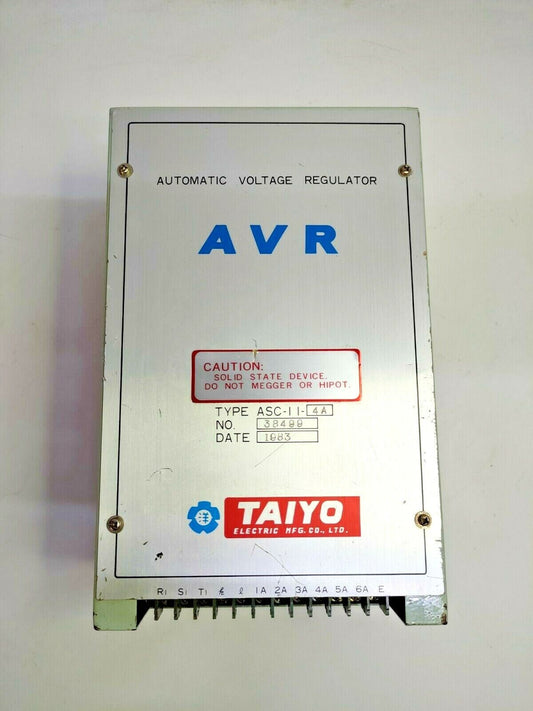 AUTOMATIC VOLTAGE REGULATOR
AVR
CAUTION:
SOLID STATE DEVICE.
DO NOT MEGGER OR HIPOT.
TYPE ASC-11-4A
NO. 38499
DATE 1983
TAIYO
ELECTRIC MFG. CO., LTD.
R1 S1 T1 k l 1A 2A 3A 4A 5A 6A E